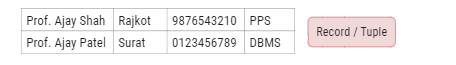 Prof. Ajay Shah Rajkot 9876543210 PPS
Prof. Ajay Patel Surat 0123456789 DBMS
Record / Tuple